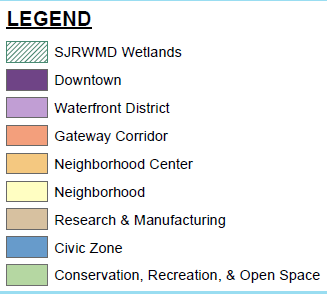 LEGEND
SJRWMD Wetlands
Downtown
Waterfront District
Gateway Corridor
Neighborhood Center
Neighborhood
Research & Manufacturing
Civic Zone
Conservation, Recreation, & Open Space